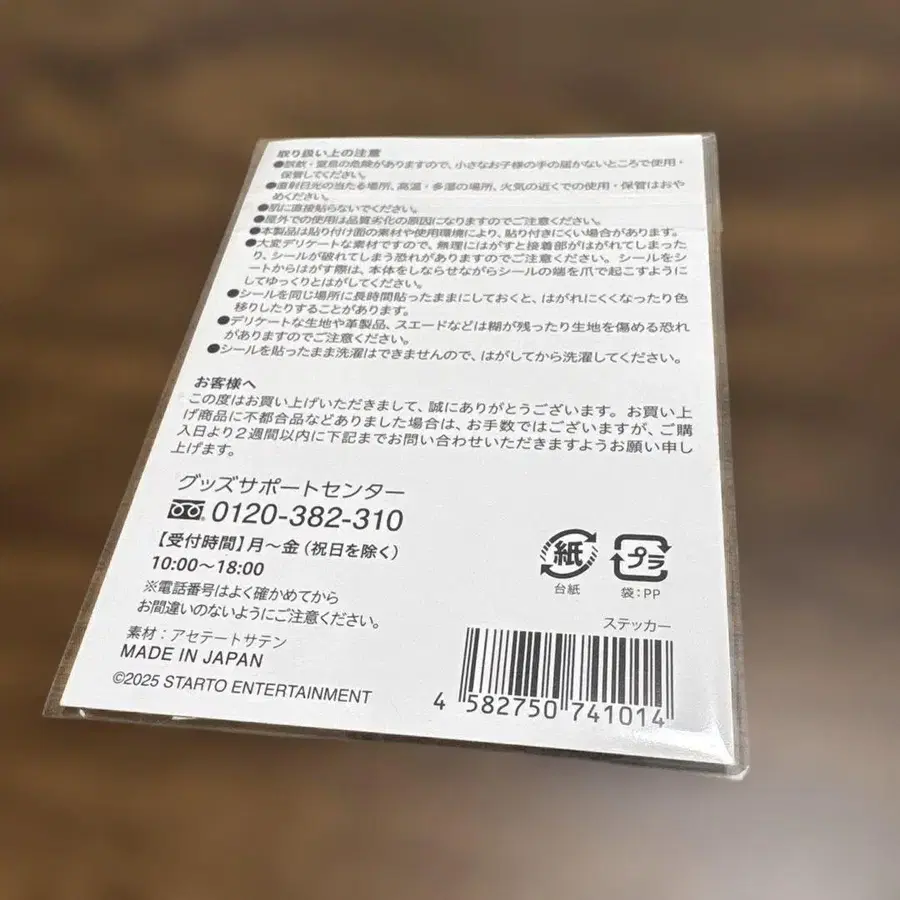 取り扱い上の注意
●誤飲・窒息の危険がありますので、小さなお子様の手の届かないところで使用・
保管してください。
●直射日光の当たる場所、高温・多湿の場所、火気の近くでの使用・保管はおや
めください。
●肌に直接貼らないでください。
●屋外での使用は品質劣化の原因になりますのでご注意ください。
●本製品は貼り付け面の素材や使用環境により、貼り付きにくい場合があります。
●大変デリケートな素材ですので、無理にはがすと接着部がはがれてしまった
り、シールが破れてしまう恐れがありますのでご注意ください。シールをシ
ートからはがす際は、本体をしならせながらシールの端を爪で起こすように
してゆっくりとはがしてください。
●シールを同じ場所に長時間貼ったままにしておくと、はがれにくくなったり色
移りしたりすることがあります。
●デリケートな生地や革製品、スエードなどは糊が残ったり生地を傷める恐れ
がありますのでご注意ください。
●シールを貼ったまま洗濯はできませんので、はがしてから洗濯してください。
お客様へ
この度はお買い上げいただきまして、誠にありがとうございます。お買い上
げ商品に不都合品などありました場合は、お手数ではございますが、ご購
入日より2週間以内に下記までお問い合わせいただきますようお願い申し
上げます。
グッズサポートセンター
0120-382-310
【受付時間】月〜金(祝日を除く)
10:00〜18:00
※電話番号はよく確かめてから
お間違いのないようにご注意ください。
素材:アセテートサテン
MADE IN JAPAN
©2025 STARTO ENTERTAINMENT
紙
台紙
プラ
袋:PP
ステッカー
4 582750 741014